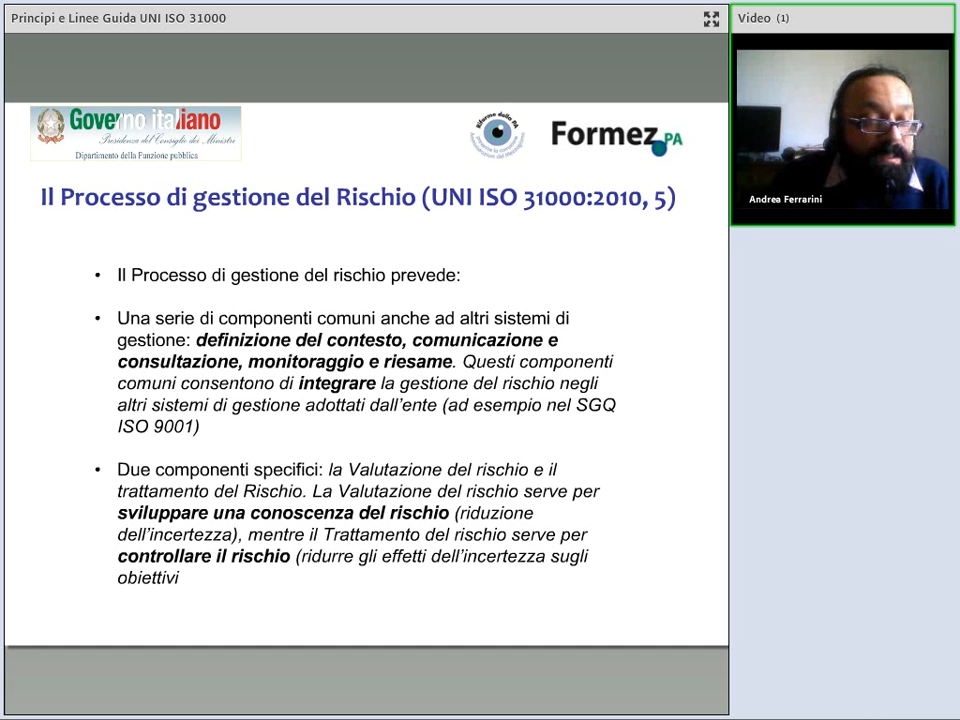 Principi e Linee Guida UNI ISO 31000
Video (1)
Governo italiano
Presidenza del Consiglio dei Ministri
Dipartimento della Funzione pubblica
Riforme della PA
Formez PA
Andrea Ferrarini
Il Processo di gestione del Rischio (UNI ISO 31000:2010, 5)
• Il Processo di gestione del rischio prevede:
• Una serie di componenti comuni anche ad altri sistemi di
gestione: definizione del contesto, comunicazione e
consultazione, monitoraggio e riesame. Questi componenti
comuni consentono di integrare la gestione del rischio negli
altri sistemi di gestione adottati dall'ente (ad esempio nel SGQ
ISO 9001)
• Due componenti specifici: la Valutazione del rischio e il
trattamento del Rischio. La Valutazione del rischio serve per
sviluppare una conoscenza del rischio (riduzione
dell'incertezza), mentre il Trattamento del rischio serve per
controllare il rischio (ridurre gli effetti dell'incertezza sugli
obiettivi